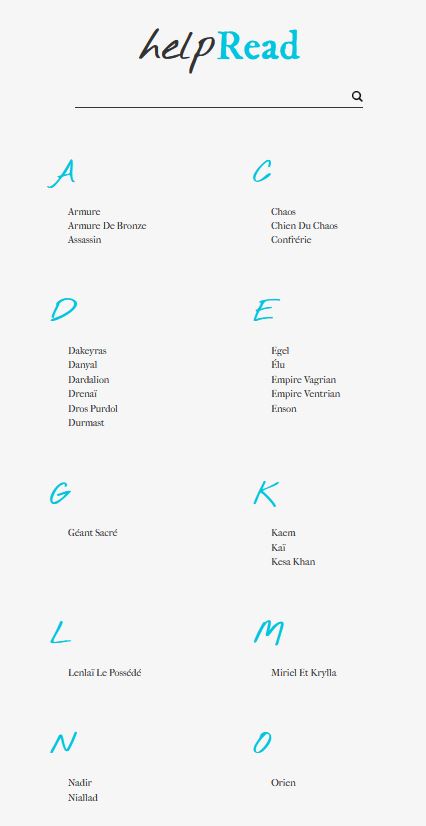 helpRead
A
Armure
Armure De Bronze
Assassin
C
Chaos
Chien Du Chaos
Confrérie
D
Dakeyras
Danyal
Dardalion
Drenaï
Dros Purdol
Durmast
E
Egel
Élu
Empire Vagrian
Empire Ventrian
Enson
G
Géant Sacré
K
Kaem
Kaï
Kesa Khan
L
Lenlaï Le Possédé
M
Miriel Et Krylla
N
Nadir
Niallad
O
Orien